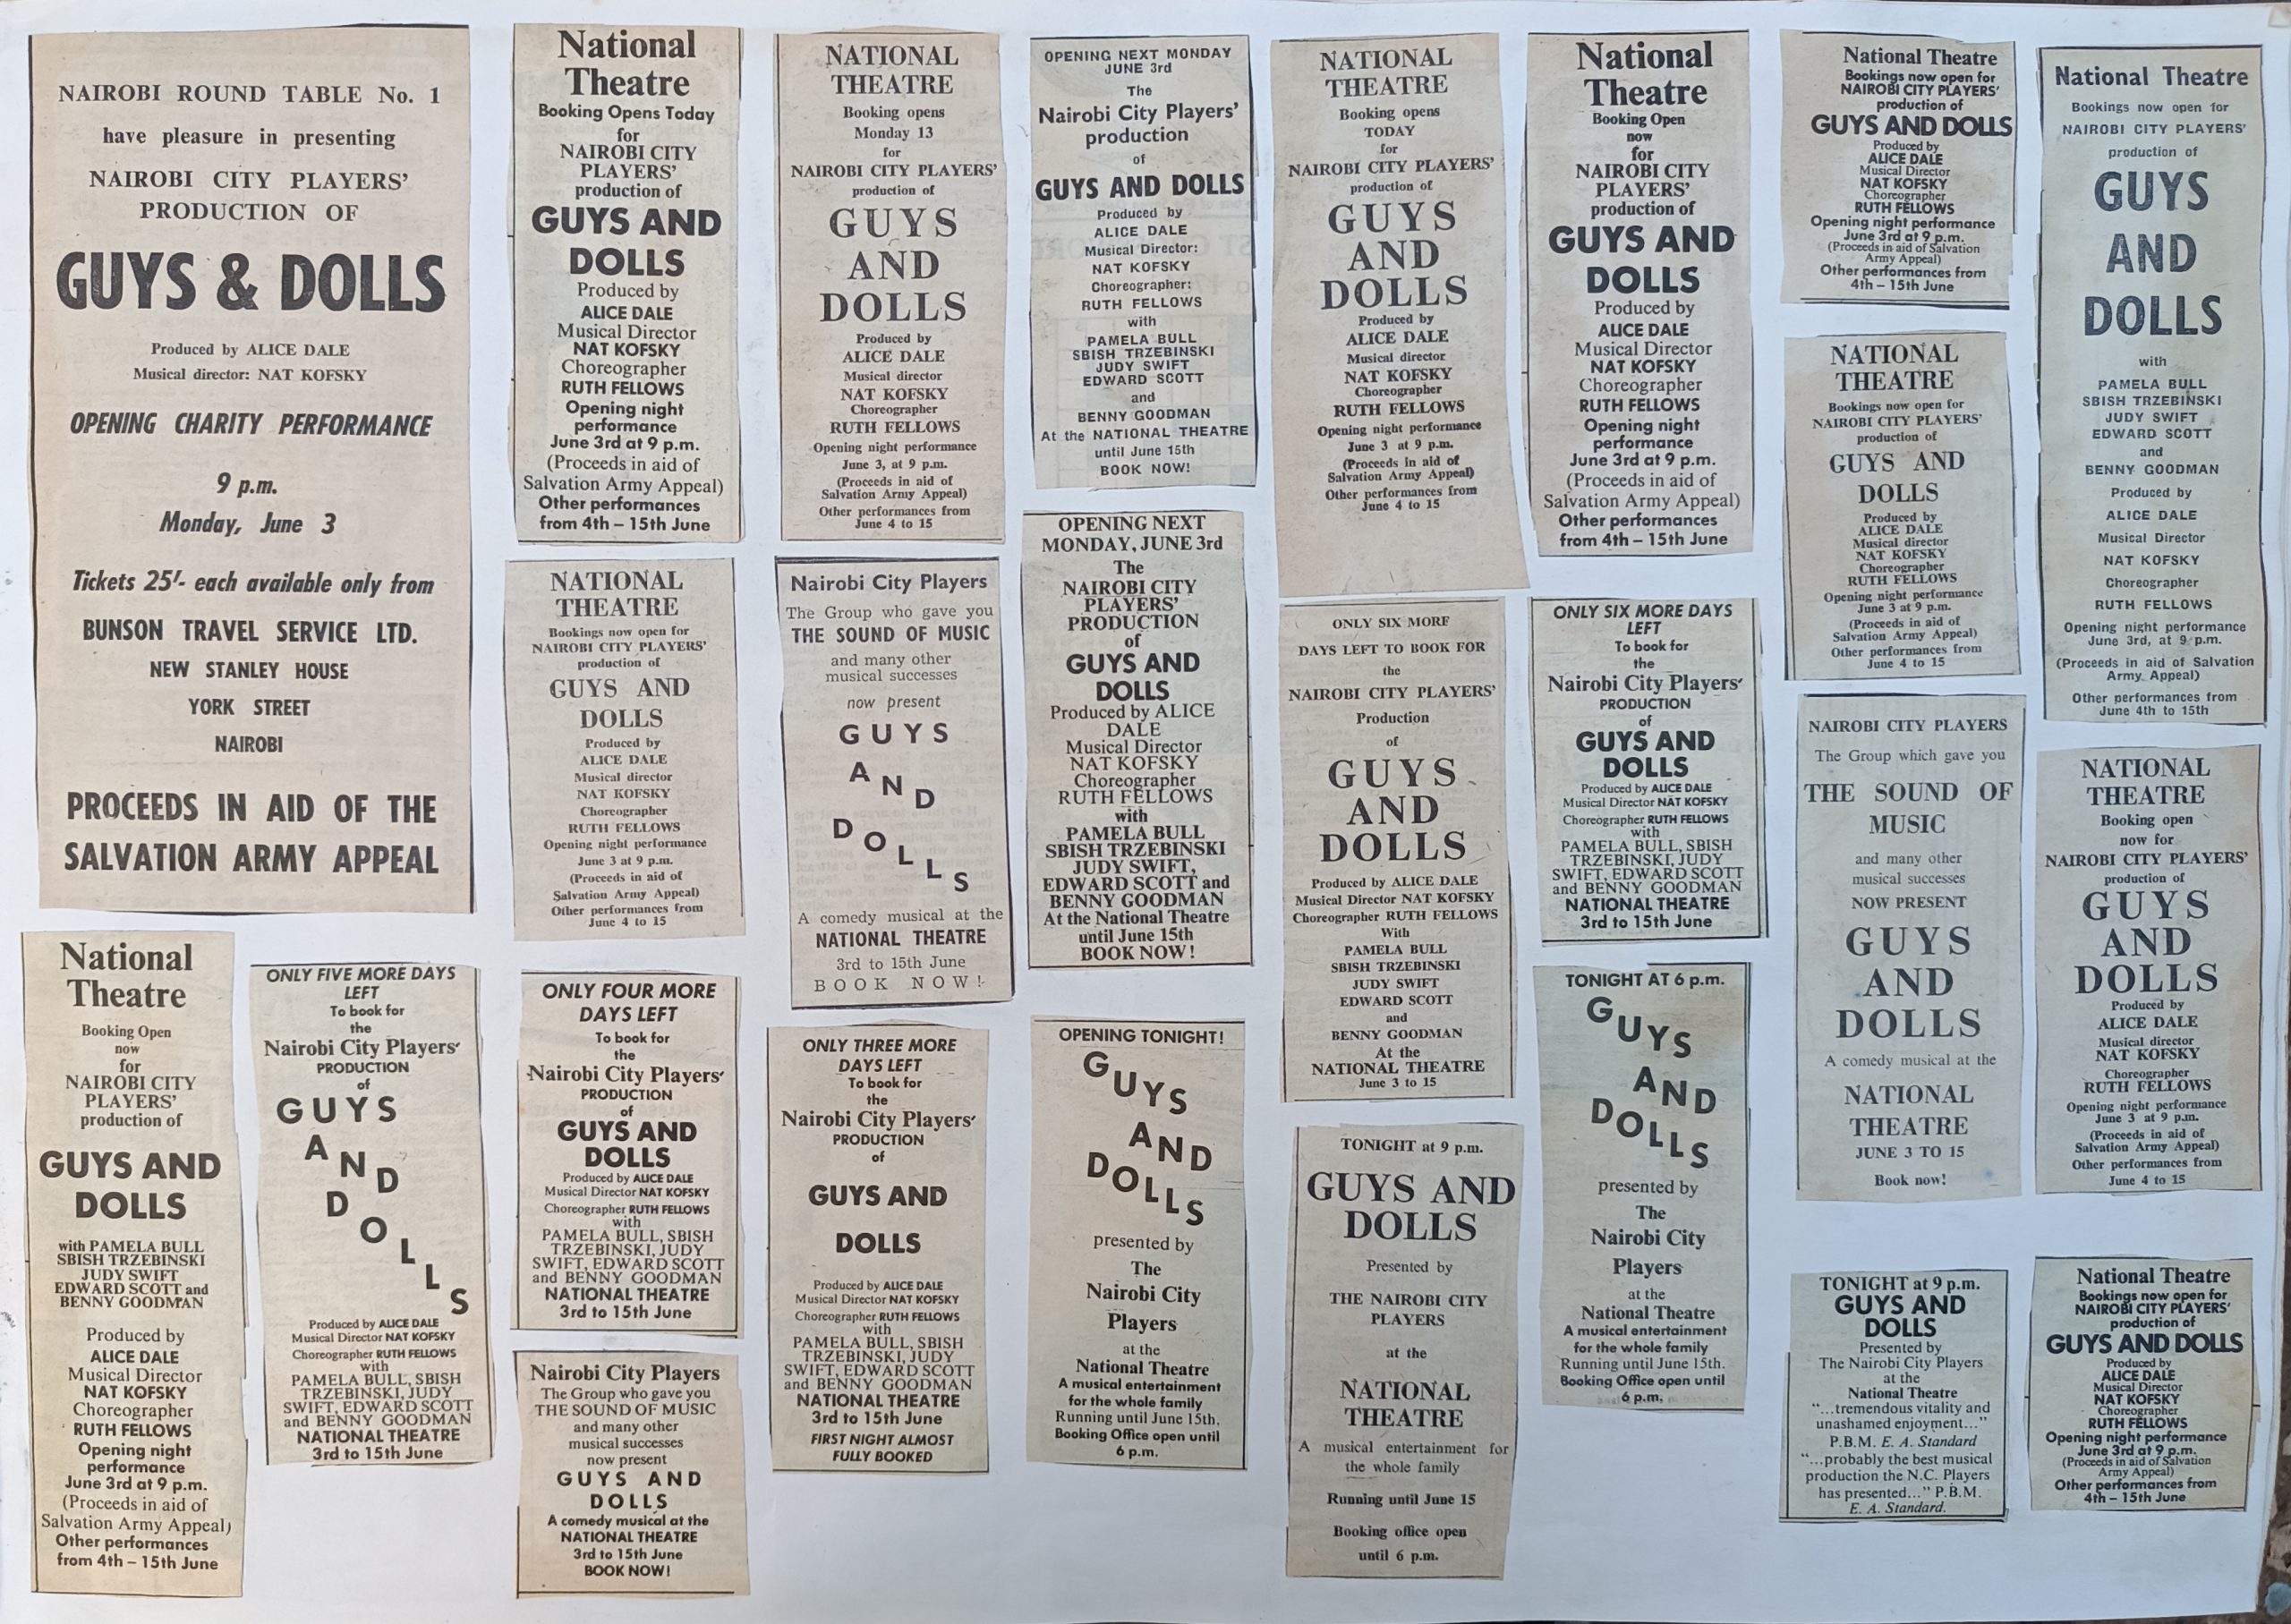 NAIROBI ROUND TABLE No. 1
have pleasure in presenting
NAIROBI CITY PLAYERS'
PRODUCTION OF
GUYS & DOLLS
Produced by ALICE DALE
Musical director: NAT KOFSKY
OPENING CHARITY PERFORMANCE
9 p.m.
Monday, June 3
Tickets 25/- each available only from
BUNSON TRAVEL SERVICE LTD.
NEW STANLEY HOUSE
YORK STREET
NAIROBI
PROCEEDS IN AID OF THE
SALVATION ARMY APPEAL
National
Theatre
Booking Open
now
for
NAIROBI CITY
PLAYERS'
production of
GUYS AND
DOLLS
with PAMELA BULL
SBISH TRZEBINSKI
JUDY SWIFT
EDWARD SCOTT and
BENNY GOODMAN
Produced by
ALICE DALE
Musical Director
NAT KOFSKY
Choreographer
RUTH FELLOWS
Opening night
performance
June 3rd at 9 p.m.
(Proceeds in aid of
Salvation Army Appeal)
Other performances
from 4th – 15th June
ONLY FIVE MORE DAYS
LEFT
To book for
the
Nairobi City Players'
PRODUCTION
of
GUYS
AND
DOLLS
Produced by ALICE DALE
Musical Director NAT KOFSKY
Choreographer RUTH FELLOWS
with
PAMELA BULL, SBISH
TRZEBINSKI, JUDY
SWIFT, EDWARD SCOTT
and BENNY GOODMAN
NATIONAL THEATRE
3rd to 15th June
National
Theatre
Booking Opens Today
for
NAIROBI CITY
PLAYERS'
production of
GUYS AND
DOLLS
Produced by
ALICE DALE
Musical Director
NAT KOFSKY
Choreographer
RUTH FELLOWS
Opening night
performance
June 3rd at 9 p.m.
(Proceeds in aid of
Salvation Army Appeal)
Other performances
from 4th – 15th June
NATIONAL
THEATRE
Bookings now open for
NAIROBI CITY PLAYERS'
production of
GUYS AND
DOLLS
Produced by
ALICE DALE
Musical director
NAT KOFSKY
Choreographer
RUTH FELLOWS
Opening night performance
June 3 at 9 p.m.
(Proceeds in aid of
Salvation Army Appeal)
Other performances from
June 4 to 15
ONLY FOUR MORE
DAYS LEFT
To book for
the
Nairobi City Players'
PRODUCTION
of
GUYS AND
DOLLS
Produced by ALICE DALE
Musical Director NAT KOFSKY
Choreographer RUTH FELLOWS
with
PAMELA BULL, SBISH
TRZEBINSKI, JUDY
SWIFT, EDWARD SCOTT
and BENNY GOODMAN
NATIONAL THEATRE
3rd to 15th June
Nairobi City Players
The Group who gave you
THE SOUND OF MUSIC
and many other
musical successes
now present
GUYS AND
DOLLS
A comedy musical at the
NATIONAL THEATRE
3rd to 15th June
BOOK NOW!
NATIONAL
THEATRE
Booking opens
Monday 13
for
NAIROBI CITY PLAYERS'
production of
GUYS
AND
DOLLS
Produced by
ALICE DALE
Musical director
NAT KOFSKY
Choreographer
RUTH FELLOWS
Opening night performance
June 3, at 9 p.m.
(Proceeds in aid of
Salvation Army Appeal)
Other performances from
June 4 to 15
Nairobi City Players
The Group who gave you
THE SOUND OF MUSIC
and many other
musical successes
now present
GUYS
AND
DOLLS
A comedy musical at the
NATIONAL THEATRE
3rd to 15th June
BOOK NOW!
ONLY THREE MORE
DAYS LEFT
To book for
the
Nairobi City Players'
PRODUCTION
of
GUYS AND
DOLLS
Produced by ALICE DALE
Musical Director NAT KOFSKY
Choreographer RUTH FELLOWS
with
PAMELA BULL, SBISH
TRZEBINSKI, JUDY
SWIFT, EDWARD SCOTT
and BENNY GOODMAN
NATIONAL THEATRE
3rd to 15th June
FIRST NIGHT ALMOST
FULLY BOOKED
OPENING NEXT MONDAY
JUNE 3rd
The
Nairobi City Players'
production
of
GUYS AND DOLLS
Produced by
ALICE DALE
Musical Director:
NAT KOFSKY
Choreographer:
RUTH FELLOWS
with
PAMELA BULL
SBISH TRZEBINSKI
JUDY SWIFT
EDWARD SCOTT
and
BENNY GOODMAN
At the NATIONAL THEATRE
until June 15th
BOOK NOW!
OPENING NEXT
MONDAY, JUNE 3rd
The
NAIROBI CITY
PLAYERS'
PRODUCTION
of
GUYS AND
DOLLS
Produced by ALICE
DALE
Musical Director
NAT KOFSKY
Choreographer
RUTH FELLOWS
with
PAMELA BULL
SBISH TRZEBINSKI
JUDY SWIFT,
EDWARD SCOTT and
BENNY GOODMAN
At the National Theatre
until June 15th
BOOK NOW!
OPENING TONIGHT!
GUYS
AND
DOLLS
presented by
The
Nairobi City
Players
at the
National Theatre
A musical entertainment
for the whole family
Running until June 15th.
Booking Office open until
6 p.m.
NATIONAL
THEATRE
Booking opens
TODAY
for
NAIROBI CITY PLAYERS'
production of
GUYS
AND
DOLLS
Produced by
ALICE DALE
Musical director
NAT KOFSKY
Choreographer
RUTH FELLOWS
Opening night performance
June 3 at 9 p.m.
(Proceeds in aid of
Salvation Army Appeal)
Other performances from
June 4 to 15
ONLY SIX MORE
DAYS LEFT TO BOOK FOR
the
NAIROBI CITY PLAYERS'
Production
of
GUYS
AND
DOLLS
Produced by ALICE DALE
Musical Director NAT KOFSKY
Choreographer RUTH FELLOWS
With
PAMELA BULL
SBISH TRZEBINSKI
JUDY SWIFT
EDWARD SCOTT
and
BENNY GOODMAN
At the
NATIONAL THEATRE
June 3 to 15
TONIGHT at 9 p.m.
GUYS AND
DOLLS
Presented by
THE NAIROBI CITY
PLAYERS
at the
NATIONAL
THEATRE
A musical entertainment for
the whole family
Running until June 15
Booking office open
until 6 p.m.
National
Theatre
Booking Open
now
for
NAIROBI CITY
PLAYERS'
production of
GUYS AND
DOLLS
Produced by
ALICE DALE
Musical Director
NAT KOFSKY
Choreographer
RUTH FELLOWS
Opening night
performance
June 3rd at 9 p.m.
(Proceeds in aid of
Salvation Army Appeal)
Other performances
from 4th – 15th June
ONLY SIX MORE DAYS
LEFT
To book for
the
Nairobi City Players'
PRODUCTION
of
GUYS AND
DOLLS
Produced by ALICE DALE
Musical Director NAT KOFSKY
Choreographer RUTH FELLOWS
with
PAMELA BULL, SBISH
TRZEBINSKI, JUDY
SWIFT, EDWARD SCOTT
and BENNY GOODMAN
NATIONAL THEATRE
3rd to 15th June
TONIGHT AT 6 p.m.
GUYS
AND
DOLLS
presented by
The
Nairobi City
Players
at the
National Theatre
A musical entertainment
for the whole family
Running until June 15th.
Booking Office open until
6 p.m.
National Theatre
Bookings now open for
NAIROBI CITY PLAYERS'
production of
GUYS AND DOLLS
Produced by
ALICE DALE
Musical Director
NAT KOFSKY
Choreographer
RUTH FELLOWS
Opening night performance
June 3rd at 9 p.m.
(Proceeds in aid of Salvation
Army Appeal)
Other performances from
4th – 15th June
NATIONAL
THEATRE
Bookings now open for
NAIROBI CITY PLAYERS'
production of
GUYS AND
DOLLS
Produced by
ALICE DALE
Musical director
NAT KOFSKY
Choreographer
RUTH FELLOWS
Opening night performance
June 3 at 9 p.m.
(Proceeds in aid of
Salvation Army Appeal)
Other performances from
June 4 to 15
NAIROBI CITY PLAYERS
The Group which gave you
THE SOUND OF
MUSIC
and many other
musical successes
NOW PRESENT
GUYS
AND
DOLLS
A comedy musical at the
NATIONAL
THEATRE
JUNE 3 TO 15
Book now!
TONIGHT at 9 p.m.
GUYS AND
DOLLS
Presented by
The Nairobi City Players
at the
National Theatre
"...tremendous vitality and
unashamed enjoyment..."
P.B.M. E. A. Standard
"...probably the best musical
production the N.C. Players
has presented..." P.B.M.
E. A. Standard.
National Theatre
Bookings now open for
NAIROBI CITY PLAYERS'
production of
GUYS
AND
DOLLS
with
PAMELA BULL
SBISH TRZEBINSKI
JUDY SWIFT
EDWARD SCOTT
and
BENNY GOODMAN
Produced by
ALICE DALE
Musical Director
NAT KOFSKY
Choreographer
RUTH FELLOWS
Opening night performance
June 3rd, at 9 p.m.
(Proceeds in aid of Salvation
Army Appeal)
Other performances from
June 4th to 15th
NATIONAL
THEATRE
Booking open
now for
NAIROBI CITY PLAYERS'
production of
GUYS
AND
DOLLS
Produced by
ALICE DALE
Musical director
NAT KOFSKY
Choreographer
RUTH FELLOWS
Opening night performance
June 3 at 9 p.m.
(Proceeds in aid of
Salvation Army Appeal)
Other performances from
June 4 to 15
National Theatre
Bookings now open for
NAIROBI CITY PLAYERS'
production of
GUYS AND DOLLS
Produced by
ALICE DALE
Musical Director
NAT KOFSKY
Choreographer
RUTH FELLOWS
Opening night performance
June 3rd at 9 p.m.
(Proceeds in aid of Salvation
Army Appeal)
Other performances from
4th – 15th June